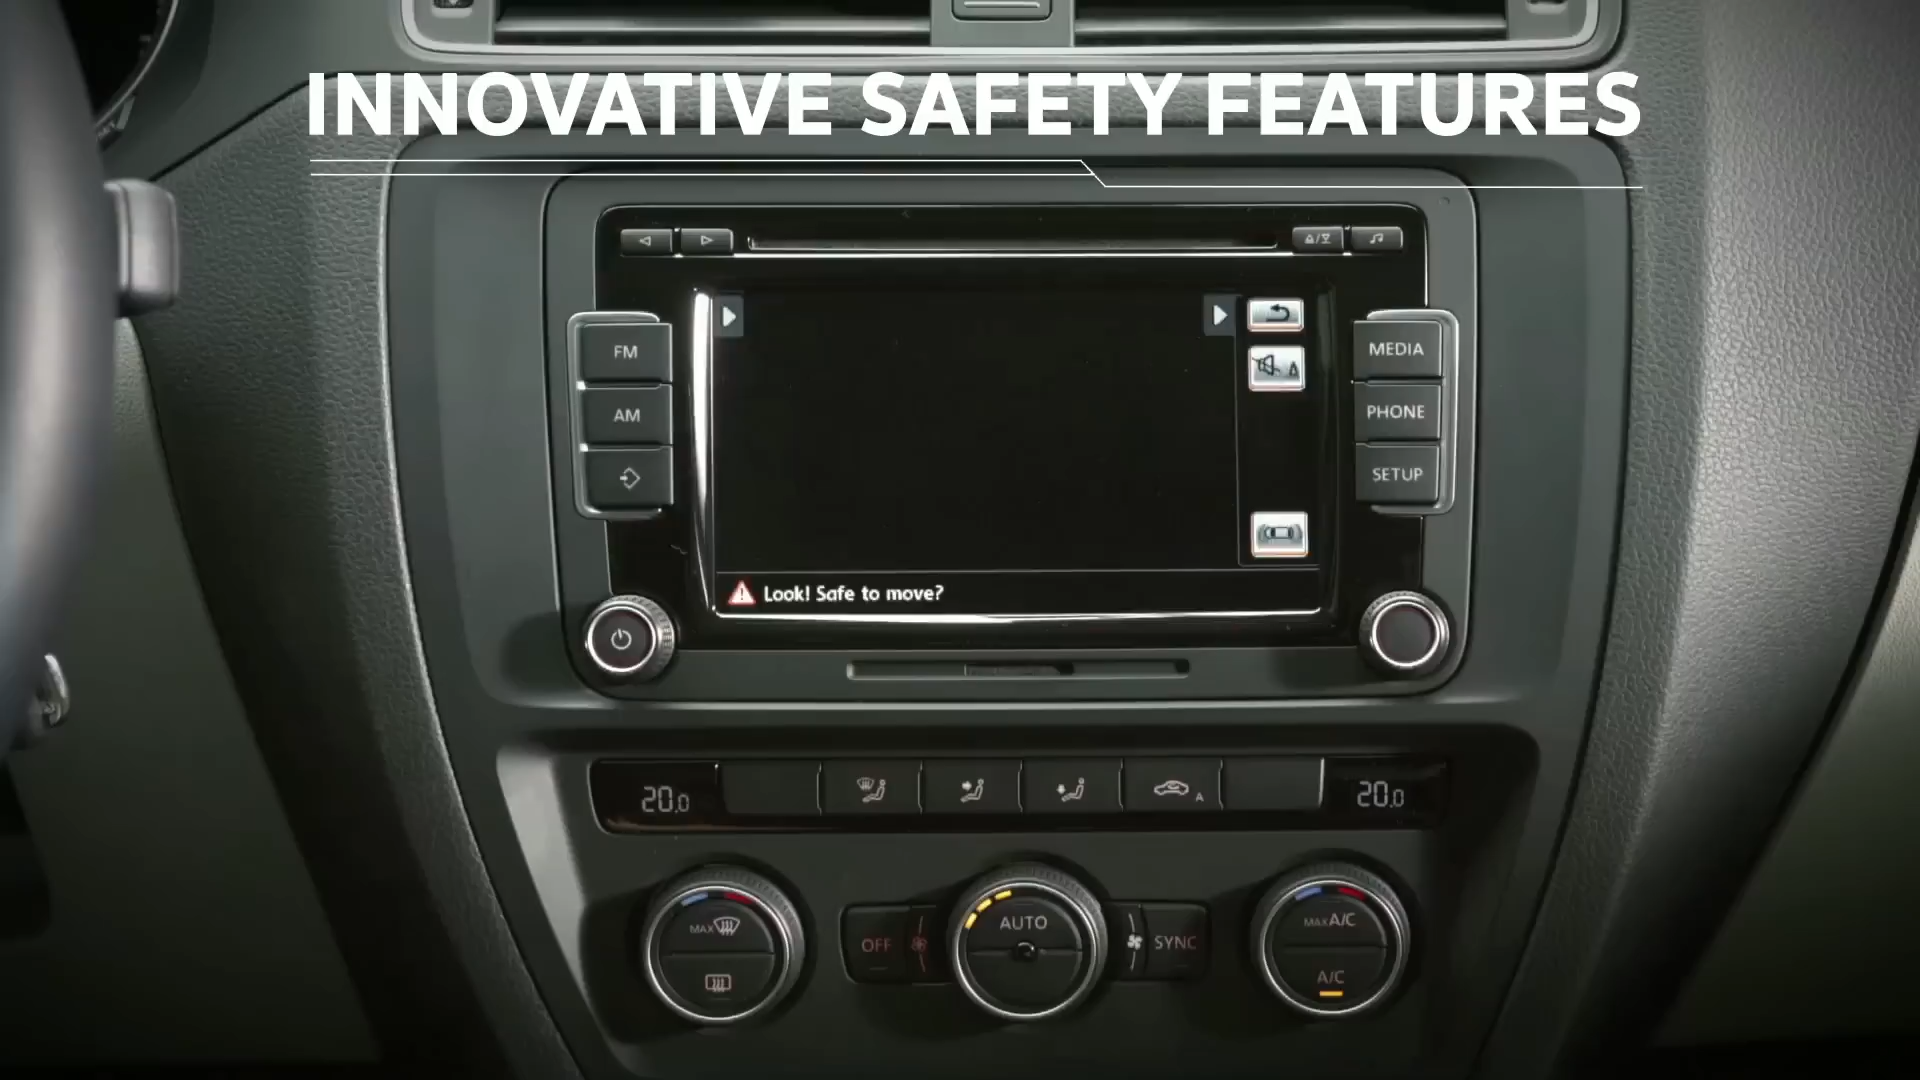 INNOVATIVE SAFETY FEATURES
FM
MEDIA
AM
PHONE
SETUP
Look! Safe to move?
20.0
A
20.0
MAX
OFF
AUTO
SYNC
MAX A/C
A/C